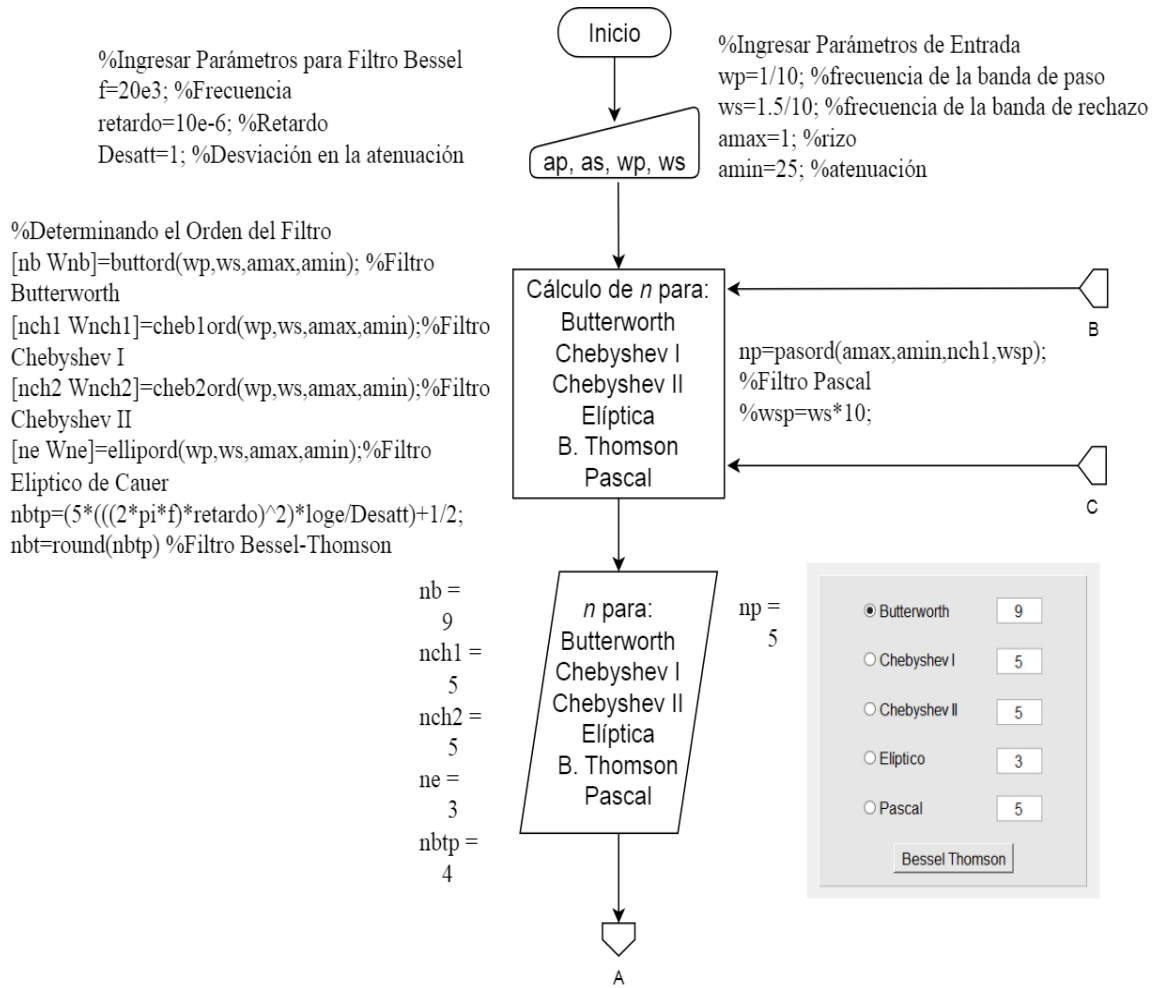 Inicio
%Ingresar Parámetros para Filtro Bessel
f=20e3; %Frecuencia
retardo=10e-6; %Retardo
Desatt=1; %Desviación en la atenuación
%Ingresar Parámetros de Entrada
wp=1/10; %frecuencia de la banda de paso
ws=1.5/10; %frecuencia de la banda de rechazo
amax=1; %rizo
amin=25; %atenuación
ap, as, wp, ws
%Determinando el Orden del Filtro
[nb Wnb]=buttord(wp,ws,amax,amin); %Filtro
Butterworth
[nch1 Wnch1]=cheb1ord(wp,ws,amax,amin);%Filtro
Chebyshev I
[nch2 Wnch2]=cheb2ord(wp,ws,amax,amin);%Filtro
Chebyshev II
[ne Wne]=ellipord(wp,ws,amax,amin);%Filtro
Eliptico de Cauer
nbtp=(5*(((2*pi*f)*retardo)^2)*loge/Desatt)+1/2;
nbt=round(nbtp) %Filtro Bessel-Thomson
Cálculo de n para:
Butterworth
Chebyshev I
Chebyshev II
Elíptica
B. Thomson
Pascal
B
np=pasord(amax,amin,nch1,wsp);
%Filtro Pascal
%wsp=ws*10;
C
nb =
9
nch1 =
5
nch2 =
5
ne =
3
nbtp =
4
n para:
Butterworth
Chebyshev I
Chebyshev II
Elíptica
B. Thomson
Pascal
np =
5
Butterworth 9
Chebyshev I 5
Chebyshev II 5
Elíptico 3
Pascal 5
Bessel Thomson
A